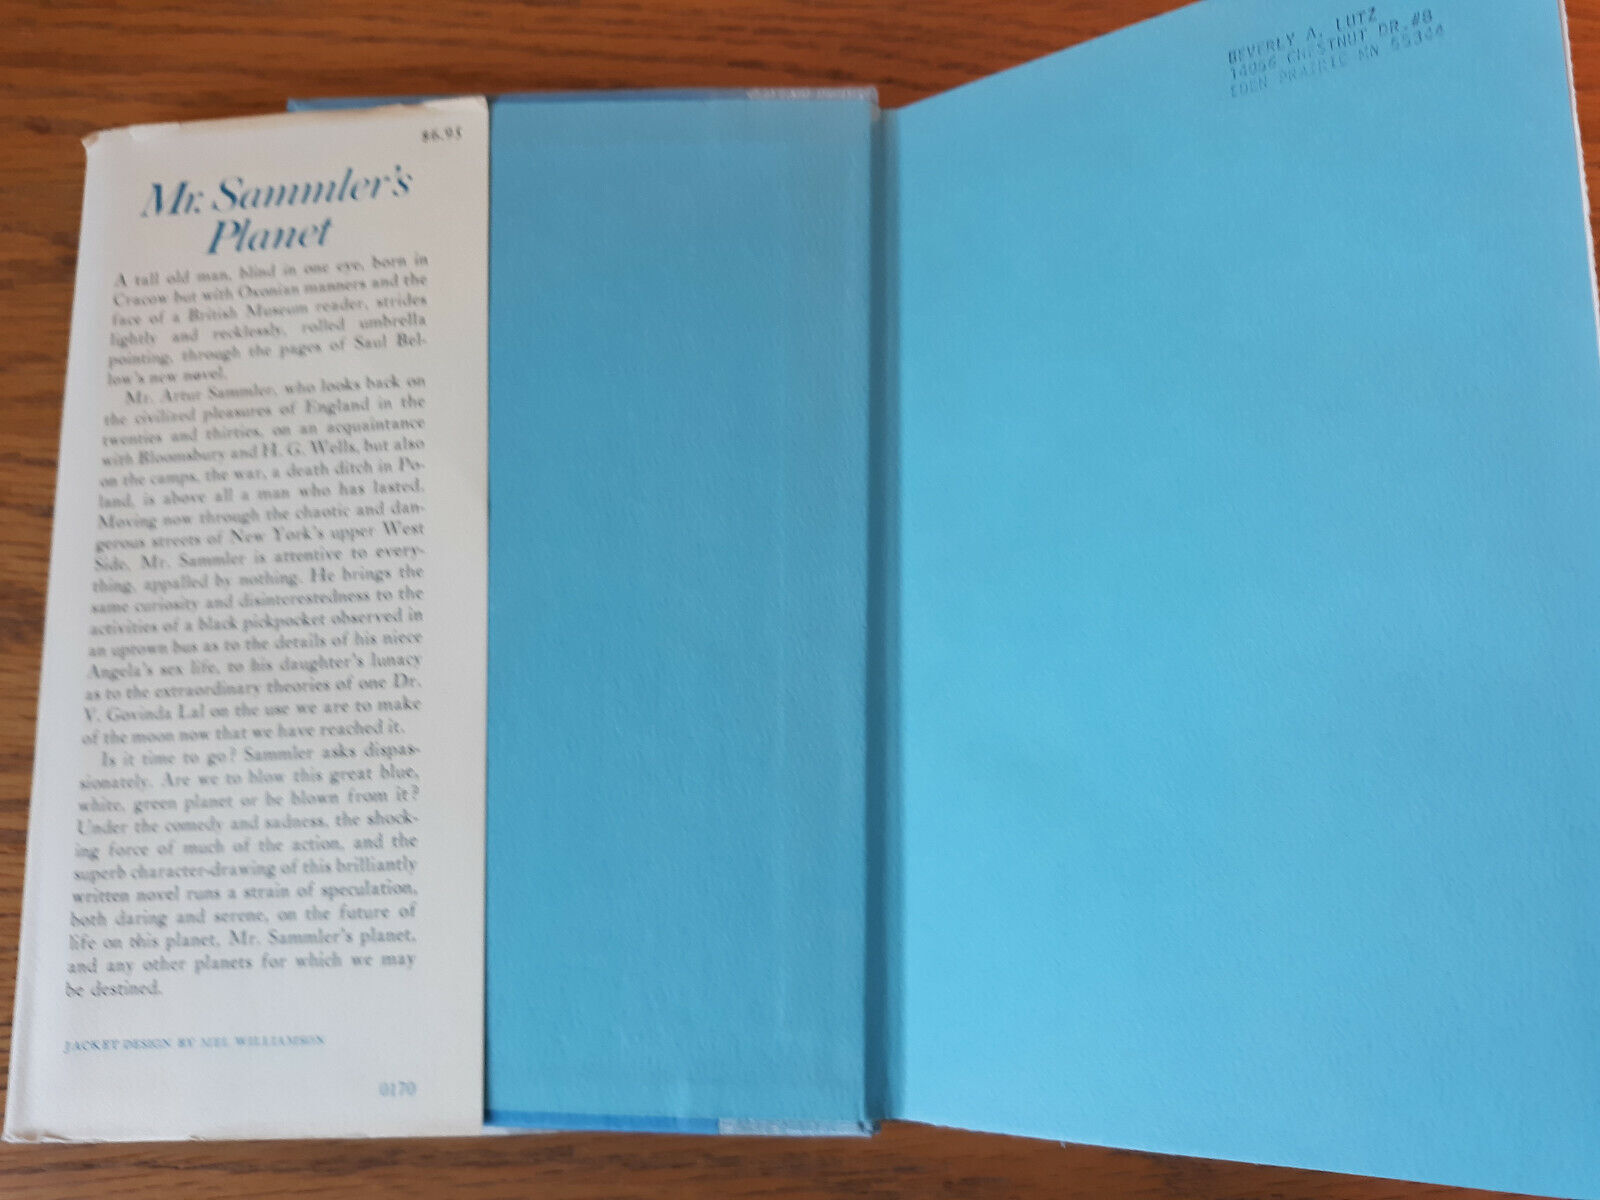 $6.95
Mr. Sammler's
Planet
A tall old man, blind in one eye, born in
Cracow but with Oxonian manners and the
face of a British Museum reader, strides
lightly and recklessly, rolled umbrella
pointing, through the pages of Saul Bel-
low's new novel.
Mr. Artur Sammler, who looks back on
the civilized pleasures of England in the
twenties and thirties, on an acquaintance
with Bloomsbury and H. G. Wells, but also
on the camps, the war, a death ditch in Po-
land, is above all a man who has lasted.
Moving now through the chaotic and dan-
gerous streets of New York's upper West
Side, Mr. Sammler is attentive to every-
thing, appalled by nothing. He brings the
same curiosity and disinterestedness to the
activities of a black pickpocket observed in
an uptown bus as to the details of his niece
Angela's sex life, to his daughter's lunacy
as to the extraordinary theories of one Dr.
V. Govinda Lal on the use we are to make
of the moon now that we have reached it.
Is it time to go? Sammler asks dispas-
sionately. Are we to blow this great blue,
white, green planet or be blown from it?
Under the comedy and sadness, the shock-
ing force of much of the action, and the
superb character-drawing of this brilliantly
written novel runs a strain of speculation,
both daring and serene, on the future of
life on this planet, Mr. Sammler's planet,
and any other planets for which we may
be destined.
JACKET DESIGN BY MEL WILLIAMSON
0170
BEVERLY A. LUTZ
14056 CHESTNUT DR.#8
EDEN PRAIRIE MN 55344